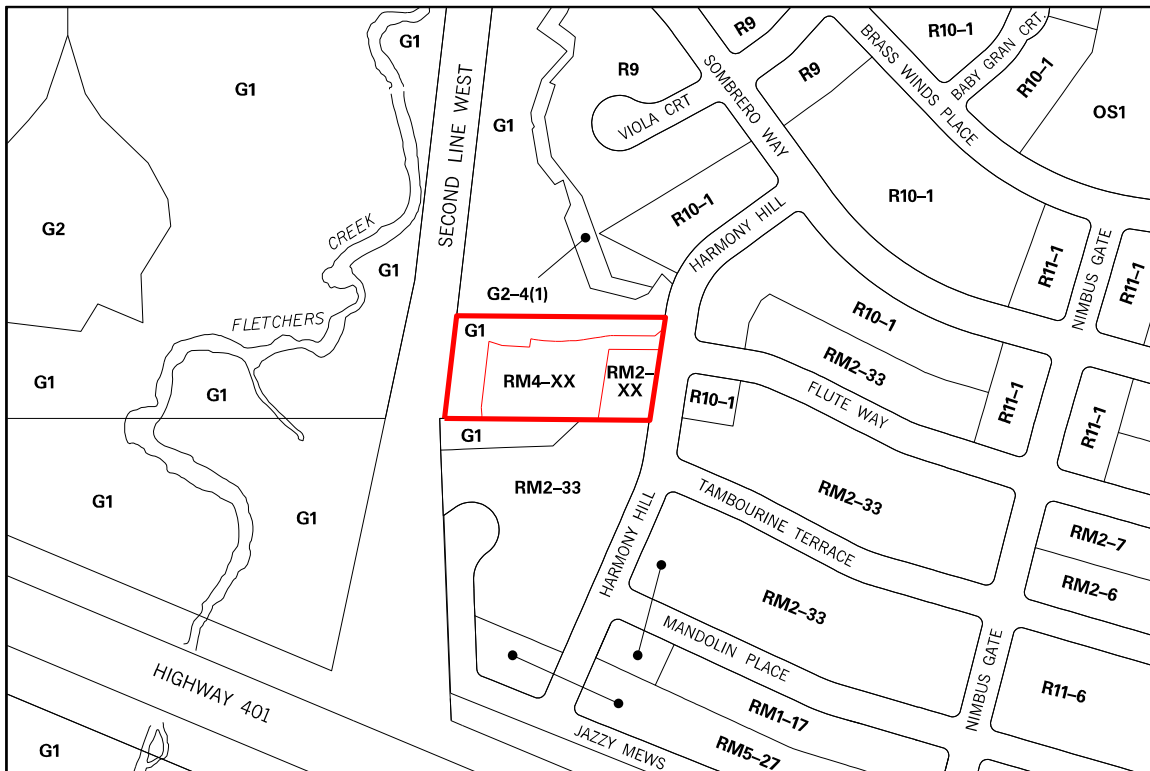 G1
R9
R10–1
BABY GRAN CRT.
BRASS WINDS PLACE
SOMBRERO WAY
G1
R9
R9
R10–1
SECOND LINE WEST
G1
VIOLA CRT
OS1
R10–1
G2
CREEK
R10–1
HARMONY HILL
G1
R11–1
NIMBUS GATE
R11–1
G2–4(1)
FLETCHERS
R10–1
G1
RM2–33
RM4–XX
RM2–
XX
G1
G1
R10–1
FLUTE WAY
R11–1
R11–1
G1
RM2–33
G1
G1
TAMBOURINE TERRACE
RM2–33
RM2–7
HARMONY HILL
RM2–6
RM2–33
MANDOLIN PLACE
NIMBUS GATE
HIGHWAY 401
R11–6
RM1–17
G1
JAZZY MEWS
RM5–27